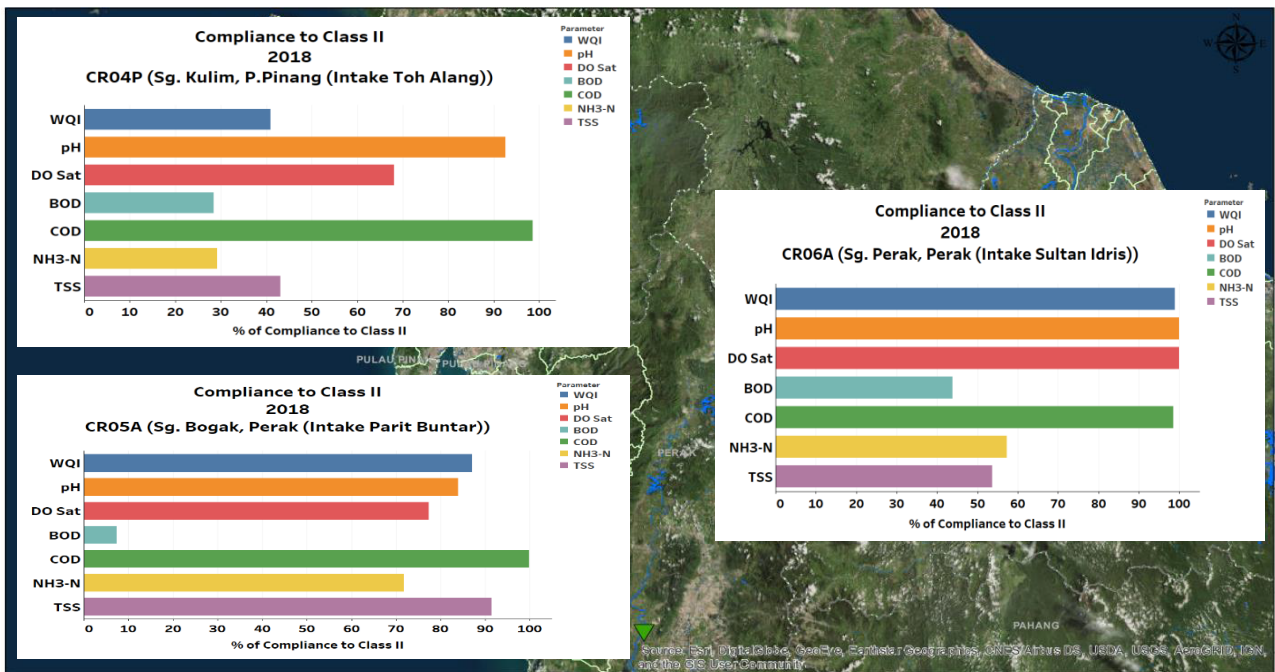 Compliance to Class II
2018
CR04P (Sg. Kulim, P.Pinang (Intake Toh Alang))
Parameter
WQI
pH
DO Sat
BOD
COD
NH3-N
TSS
WQI
pH
DO Sat
BOD
COD
NH3-N
TSS
0 10 20 30 40 50 60 70 80 90 100
% of Compliance to Class II
N
W E
S
Compliance to Class II
2018
CR06A (Sg. Perak, Perak (Intake Sultan Idris))
Parameter
WQI
pH
DO Sat
BOD
COD
NH3-N
TSS
WQI
pH
DO Sat
BOD
COD
NH3-N
TSS
0 10 20 30 40 50 60 70 80 90 100
% of Compliance to Class II
PULAU PINANG
Compliance to Class II
2018
CR05A (Sg. Bogak, Perak (Intake Parit Buntar))
Parameter
WQI
pH
DO Sat
BOD
COD
NH3-N
TSS
WQI
pH
DO Sat
BOD
COD
NH3-N
TSS
0 10 20 30 40 50 60 70 80 90 100
% of Compliance to Class II
PERAK
PAHANG
Source: Esri, DigitalGlobe, GeoEye, Earthstar Geographics, CNES/Airbus DS, USDA, USGS, AeroGRID, IGN,
and the GIS User Community